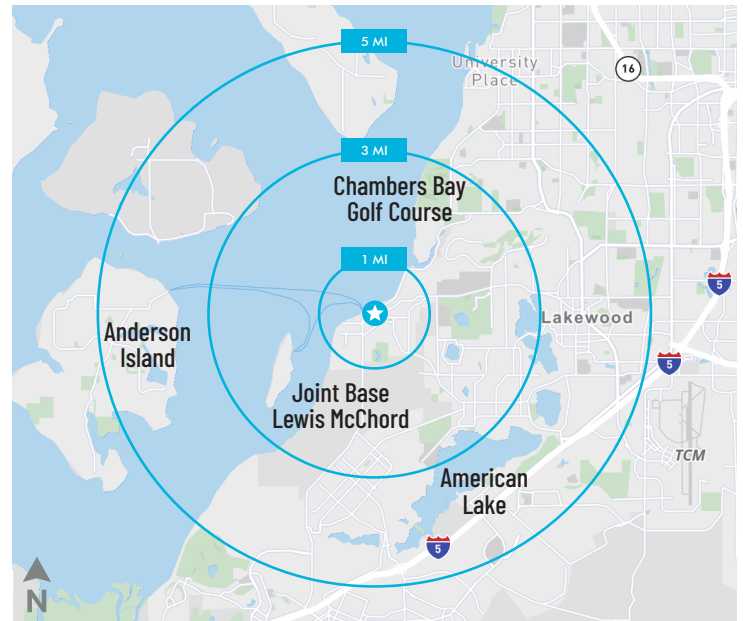 5 MI
University
Place
16
3 MI
Chambers Bay
Golf Course
1 MI
5
Anderson
Island
Lakewood
5
Joint Base
Lewis McChord
TCM
American
Lake
5
N